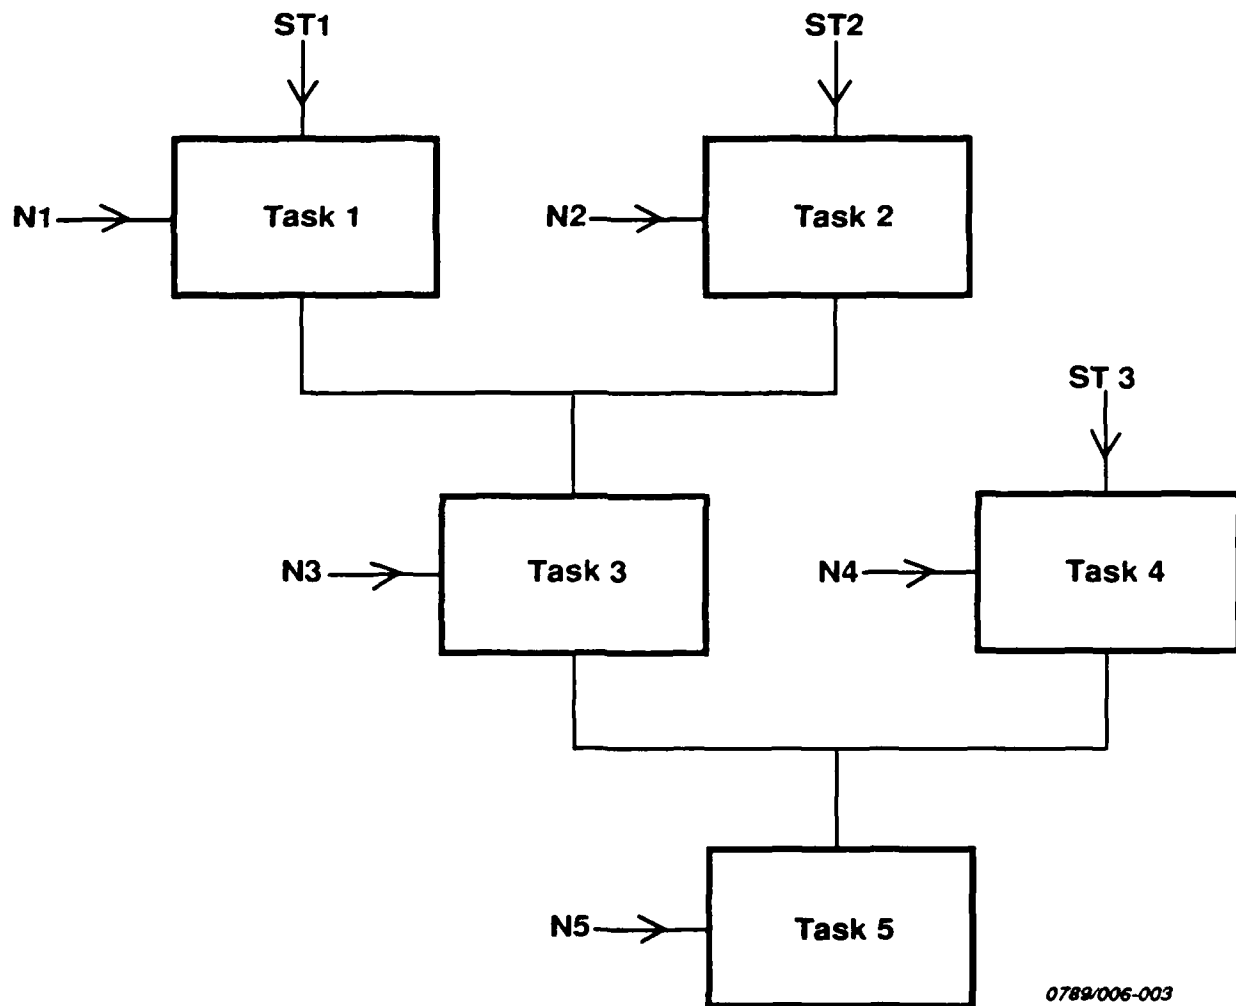 ST1
ST2
N1
Task 1
N2
Task 2
ST 3
N3
Task 3
N4
Task 4
N5
Task 5
0789/006-003